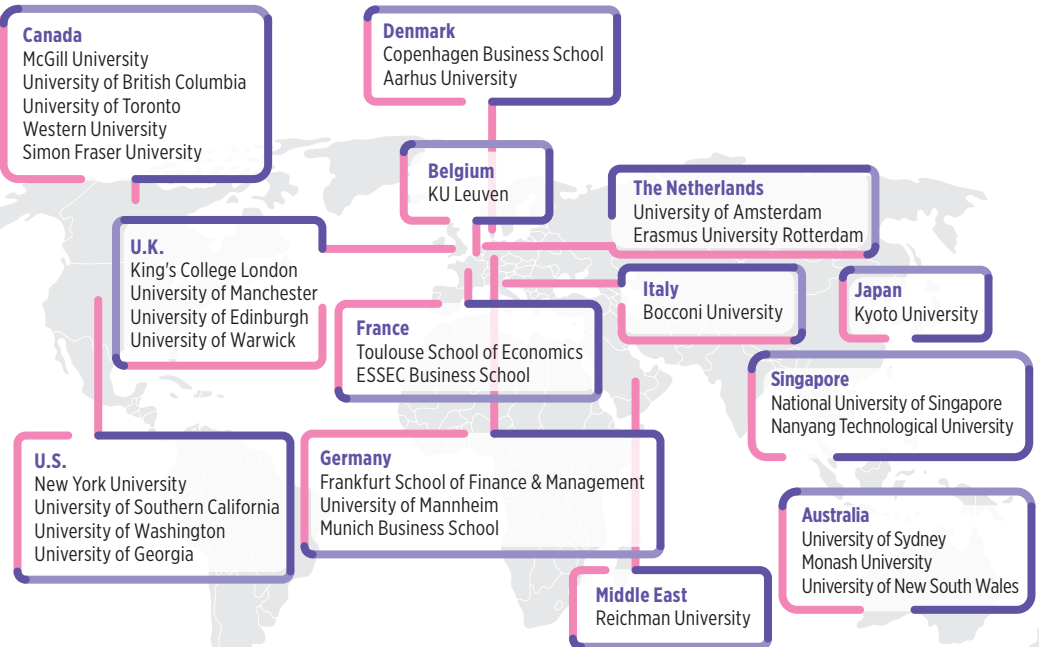 Canada
McGill University
University of British Columbia
University of Toronto
Western University
Simon Fraser University
Denmark
Copenhagen Business School
Aarhus University
Belgium
KU Leuven
The Netherlands
University of Amsterdam
Erasmus University Rotterdam
U.K.
King's College London
University of Manchester
University of Edinburgh
University of Warwick
Italy
Bocconi University
Japan
Kyoto University
France
Toulouse School of Economics
ESSEC Business School
Singapore
National University of Singapore
Nanyang Technological University
U.S.
New York University
University of Southern California
University of Washington
University of Georgia
Germany
Frankfurt School of Finance & Management
University of Mannheim
Munich Business School
Australia
University of Sydney
Monash University
University of New South Wales
Middle East
Reichman University